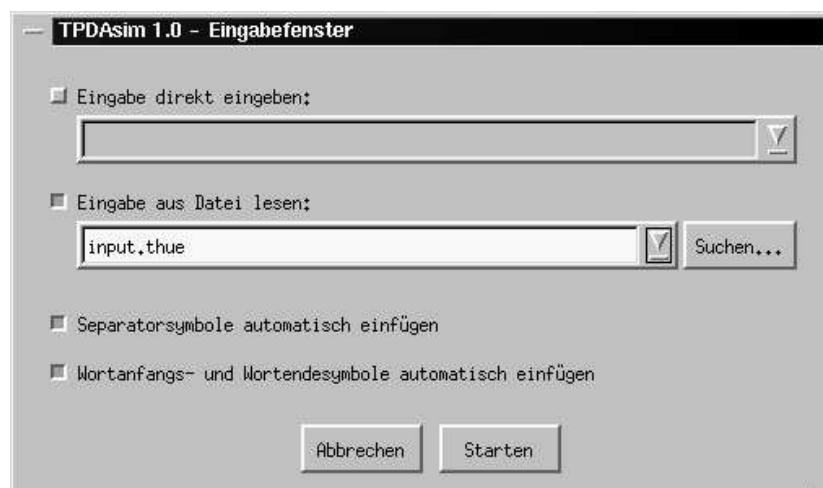 TPDAsim 1.0 - Eingabefenster
Eingabe direkt eingeben:
Eingabe aus Datei lesen:
input.thue
Suchen...
Separatorsymbole automatisch einfügen
Wortanfangs- und Wortendesymbole automatisch einfügen
Abbrechen
Starten